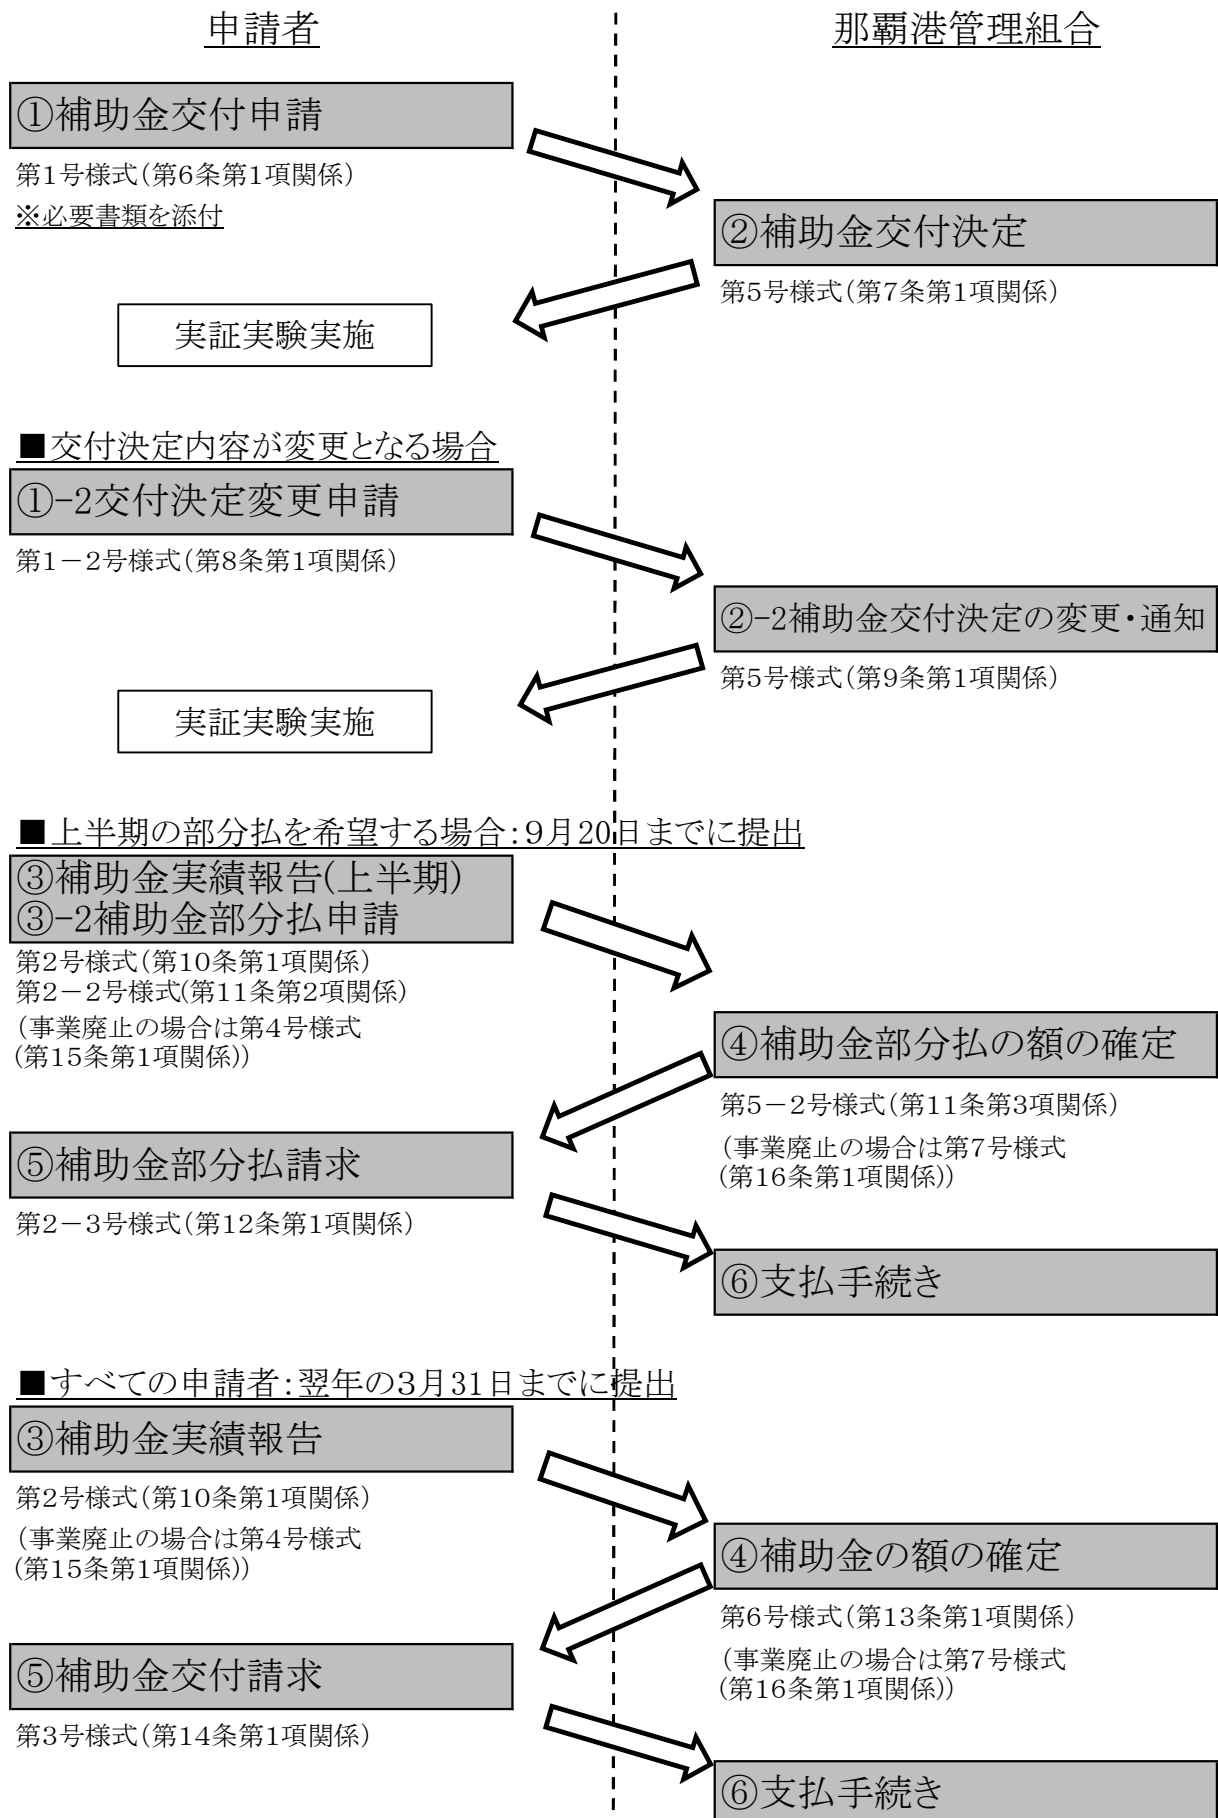 申請者
那覇港管理組合
①補助金交付申請
第1号様式（第6条第1項関係）
※必要書類を添付
②補助金交付決定
第5号様式（第7条第1項関係）
実証実験実施
■交付決定内容が変更となる場合
①-2交付決定変更申請
第1－2号様式（第8条第1項関係）
②-2補助金交付決定の変更・通知
第5号様式（第9条第1項関係）
実証実験実施
■上半期の部分払を希望する場合：9月20日までに提出
③補助金実績報告(上半期)
③-2補助金部分払申請
第2号様式（第10条第1項関係）
第2－2号様式(第11条第2項関係）
（事業廃止の場合は第4号様式
(第15条第1項関係)）
④補助金部分払の額の確定
第5－2号様式（第11条第3項関係）
（事業廃止の場合は第7号様式
(第16条第1項関係)）
⑤補助金部分払請求
第2－3号様式（第12条第1項関係）
⑥支払手続き
■すべての申請者：翌年の3月31日までに提出
③補助金実績報告
第2号様式（第10条第1項関係）
（事業廃止の場合は第4号様式
(第15条第1項関係)）
④補助金の額の確定
第6号様式（第13条第1項関係）
（事業廃止の場合は第7号様式
(第16条第1項関係)）
⑤補助金交付請求
第3号様式（第14条第1項関係）
⑥支払手続き